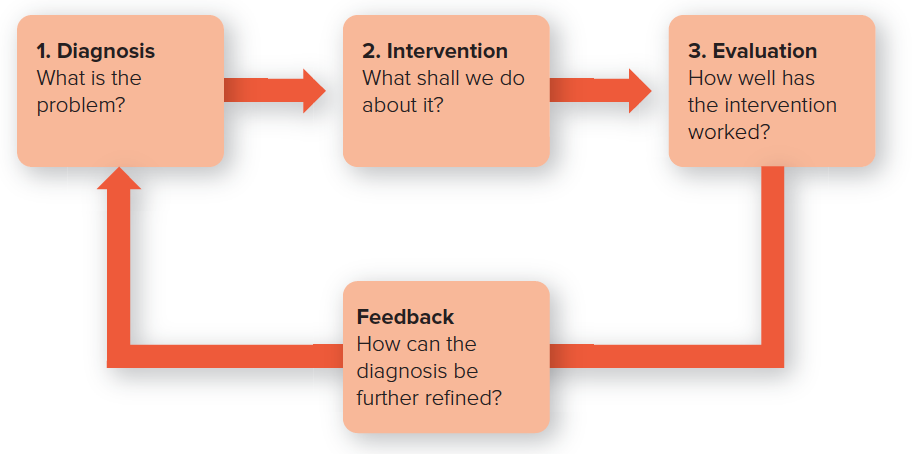 1. Diagnosis
What is the
problem?
2. Intervention
What shall we do
about it?
3. Evaluation
How well has
the intervention
worked?
Feedback
How can the
diagnosis be
further refined?